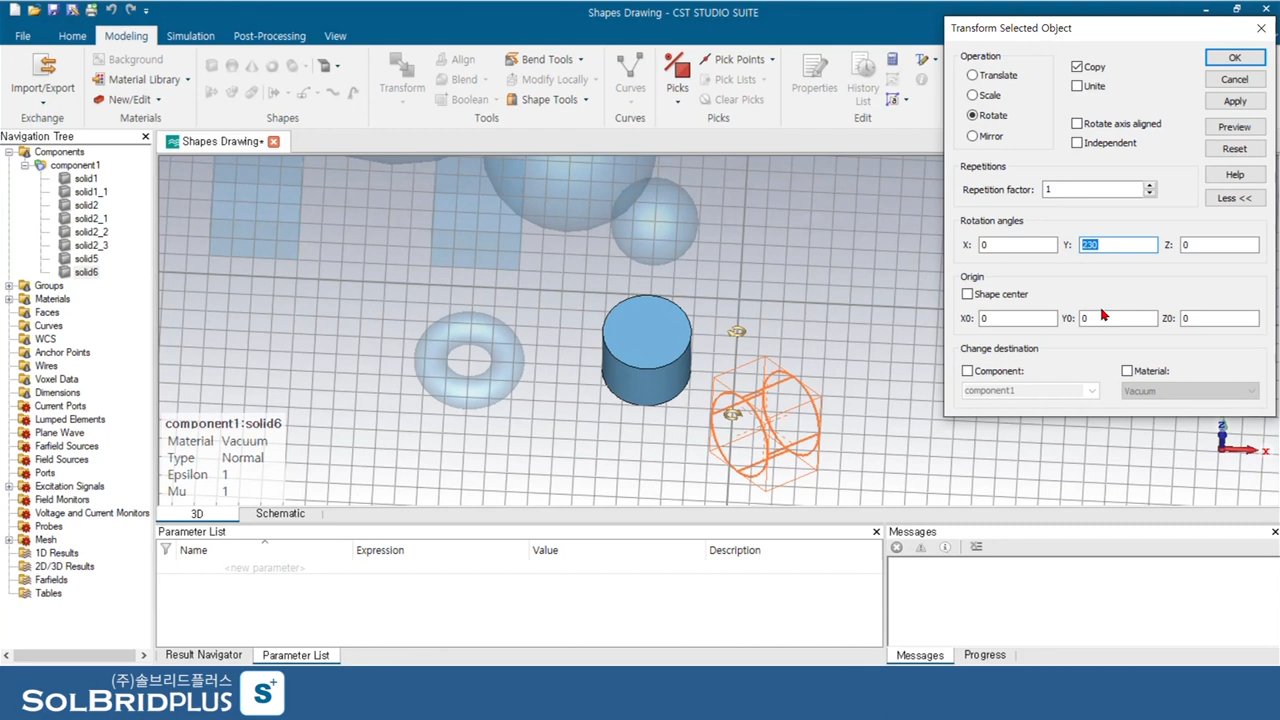 Shapes Drawing - CST STUDIO SUITE
File Home Modeling Simulation Post-Processing View
Import/Export
Exchange
Background
Material Library
New/Edit
Materials
Shapes
Transform
Align
Blend
Boolean
Bend Tools
Modify Locally
Shape Tools
Tools
Curves
Curves
Picks
Pick Points
Pick Lists
Clear Picks
Picks
Properties
History
List
Edit
Navigation Tree
Components
component1
solid1
solid1_1
solid2
solid2_1
solid2_2
solid2_3
solid5
solid6
Groups
Materials
Faces
Curves
WCS
Anchor Points
Wires
Voxel Data
Dimensions
Current Ports
Lumped Elements
Plane Wave
Farfield Sources
Field Sources
Ports
Excitation Signals
Field Monitors
Voltage and Current Monitors
Probes
Mesh
1D Results
2D/3D Results
Farfields
Tables
Shapes Drawing*
component1:solid6
Material Vacuum
Type Normal
Epsilon 1
Mu 1
z
x
3D Schematic
Parameter List
Name Expression Value Description
<new parameter>
Result Navigator Parameter List
Messages
Messages Progress
Transform Selected Object
Operation
Translate
Scale
Rotate
Mirror
Copy
Unite
Rotate axis aligned
Independent
OK
Cancel
Apply
Preview
Reset
Help
Less <<
Repetitions
Repetition factor: 1
Rotation angles
X: 0 Y: 230 Z: 0
Origin
Shape center
X0: 0 Y0: 0 Z0: 0
Change destination
Component: Material:
component1 Vacuum
(주)솔브리드플러스
SOLBRIDPLUS S+